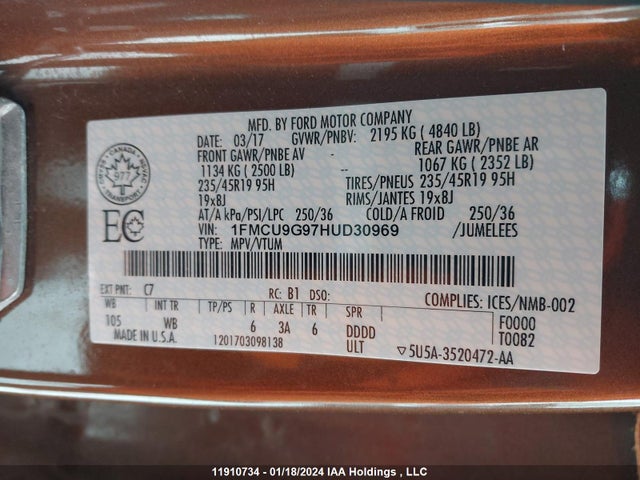 MFD. BY FORD MOTOR COMPANY
DATE: 03/17 GVWR/PNBV: 2195 KG ( 4840 LB)
FRONT GAWR/PNBE AV -- REAR GAWR/PNBE AR
1134 KG ( 2500 LB) -- 1067 KG ( 2352 LB)
235/45R19 95H TIRES/PNEUS 235/45R19 95H
19x8J RIMS/JANTES 19x8J
AT/A kPa/PSI/LPC 250/36 COLD/A FROID 250/36
VIN: 1FMCU9G97HUD30969 /JUMELEES
TYPE: MPV/VTUM
CANADA
977
TRANSPORT
EC
EXT PNT: C7 RC: B1 DSO: COMPLIES: ICES/NMB-002
WB INT TR TP/PS R AXLE TR SPR F0000
105 WB 6 3A 6 DDDD T0082
MADE IN U.S.A. 1201703098138 ULT ▽5U5A-3520472-AA
11910734 - 01/18/2024 IAA Holdings , LLC